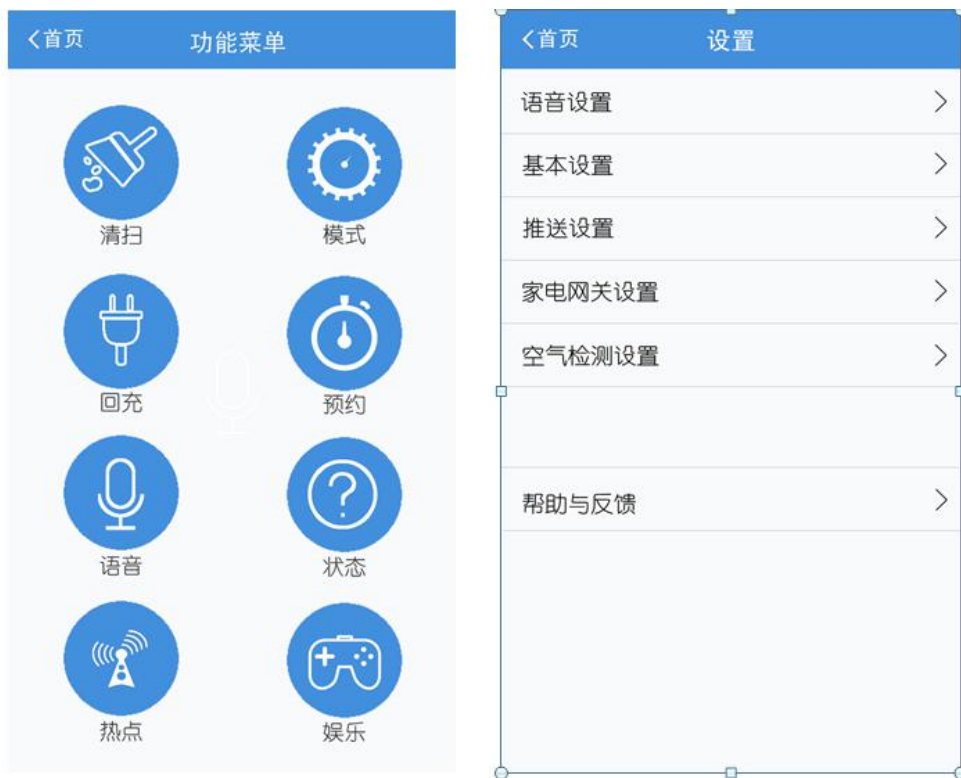 首页 功能菜单
清扫 模式
回充 预约
语音 状态
热点 娱乐
首页 设置
语音设置
基本设置
推送设置
家电网关设置
空气检测设置
帮助与反馈